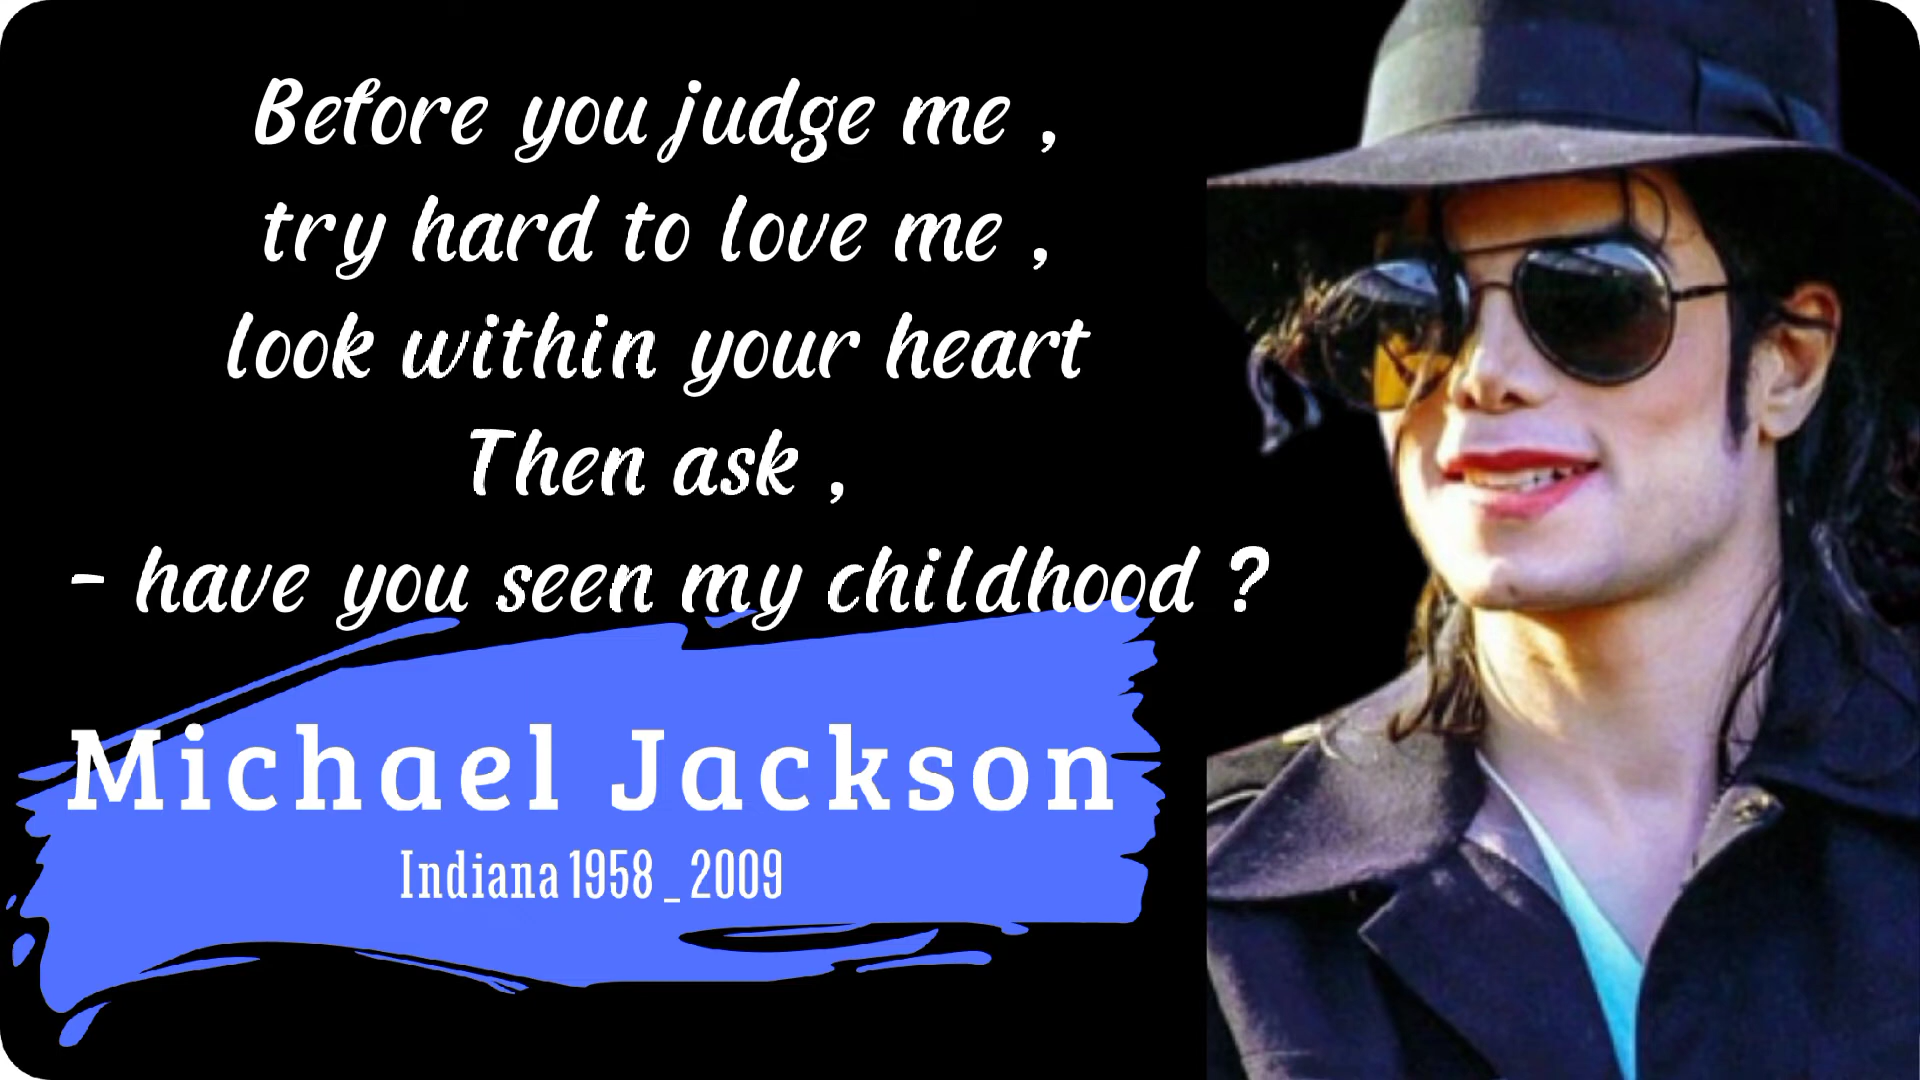 Before you judge me ,
try hard to love me ,
look within your heart
Then ask ,
- have you seen my childhood ?
Michael Jackson
Indiana 1958 _ 2009